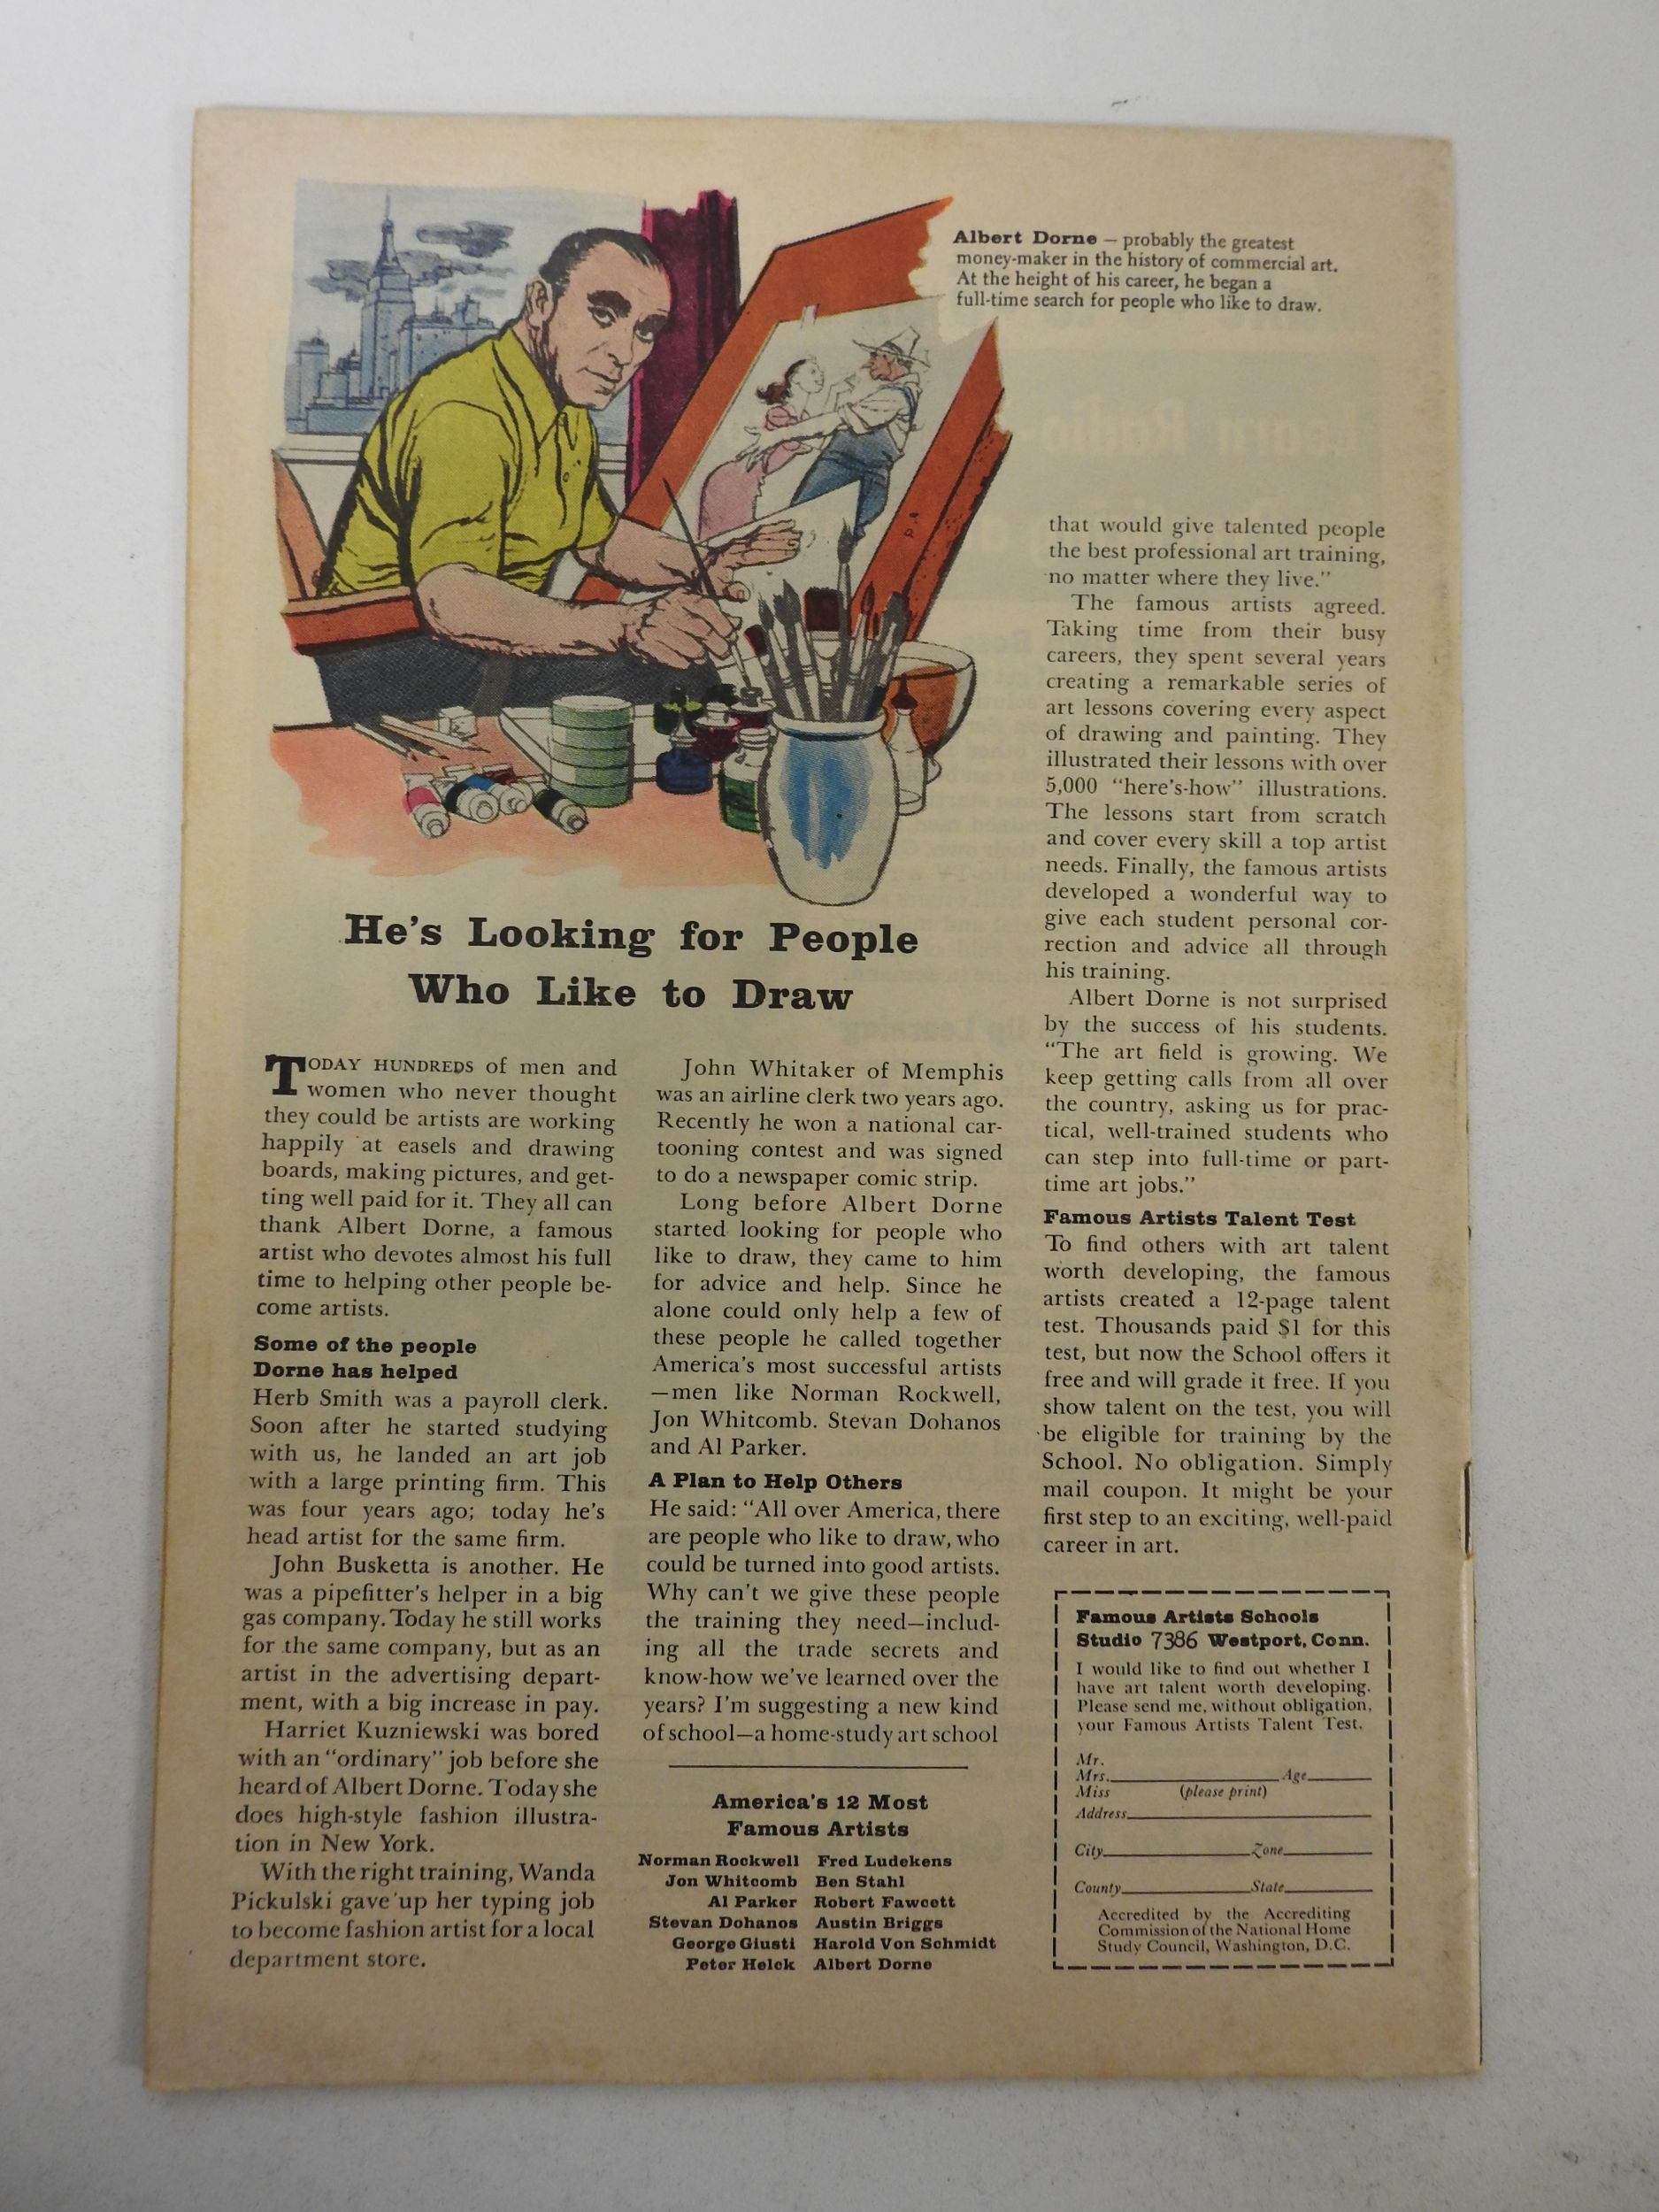 Albert Dorne — probably the greatest
money-maker in the history of commercial art.
At the height of his career, he began a
full-time search for people who like to draw.
He's Looking for People
Who Like to Draw
TODAY HUNDREDS of men and
women who never thought
they could be artists are working
happily at easels and drawing
boards, making pictures, and get-
ting well paid for it. They all can
thank Albert Dorne, a famous
artist who devotes almost his full
time to helping other people be-
come artists.
Some of the people
Dorne has helped
Herb Smith was a payroll clerk.
Soon after he started studying
with us, he landed an art job
with a large printing firm. This
was four years ago; today he's
head artist for the same firm.
John Busketta is another. He
was a pipefitter's helper in a big
gas company. Today he still works
for the same company, but as an
artist in the advertising depart-
ment, with a big increase in pay.
Harriet Kuzniewski was bored
with an "ordinary" job before she
heard of Albert Dorne. Today she
does high-style fashion illustra-
tion in New York.
With the right training, Wanda
Pickulski gave up her typing job
to become fashion artist for a local
department store.
John Whitaker of Memphis
was an airline clerk two years ago.
Recently he won a national car-
tooning contest and was signed
to do a newspaper comic strip.
Long before Albert Dorne
started looking for people who
like to draw, they came to him
for advice and help. Since he
alone could only help a few of
these people he called together
America's most successful artists
—men like Norman Rockwell,
Jon Whitcomb. Stevan Dohanos
and Al Parker.
A Plan to Help Others
He said: "All over America, there
are people who like to draw, who
could be turned into good artists.
Why can't we give these people
the training they need—includ-
ing all the trade secrets and
know-how we've learned over the
years? I'm suggesting a new kind
of school—a home-study art school
America's 12 Most
Famous Artists
Norman Rockwell Fred Ludekens
Jon Whitcomb Ben Stahl
Al Parker Robert Fawcett
Stevan Dohanos Austin Briggs
George Giusti Harold Von Schmidt
Peter Helck Albert Dorne
that would give talented people
the best professional art training,
no matter where they live."
The famous artists agreed.
Taking time from their busy
careers, they spent several years
creating a remarkable series of
art lessons covering every aspect
of drawing and painting. They
illustrated their lessons with over
5,000 "here's-how" illustrations.
The lessons start from scratch
and cover every skill a top artist
needs. Finally, the famous artists
developed a wonderful way to
give each student personal cor-
rection and advice all through
his training.
Albert Dorne is not surprised
by the success of his students.
"The art field is growing. We
keep getting calls from all over
the country, asking us for prac-
tical, well-trained students who
can step into full-time or part-
time art jobs."
Famous Artists Talent Test
To find others with art talent
worth developing, the famous
artists created a 12-page talent
test. Thousands paid $1 for this
test, but now the School offers it
free and will grade it free. If you
show talent on the test, you will
be eligible for training by the
School. No obligation. Simply
mail coupon. It might be your
first step to an exciting, well-paid
career in art.
Famous Artists Schools
Studio 7386 Westport, Conn.
I would like to find out whether I
have art talent worth developing.
Please send me, without obligation,
your Famous Artists Talent Test.
Mr.
Mrs. Age
Miss (please print)
Address
City Zone
County State
Accredited by the Accrediting
Commission of the National Home
Study Council, Washington, D.C.